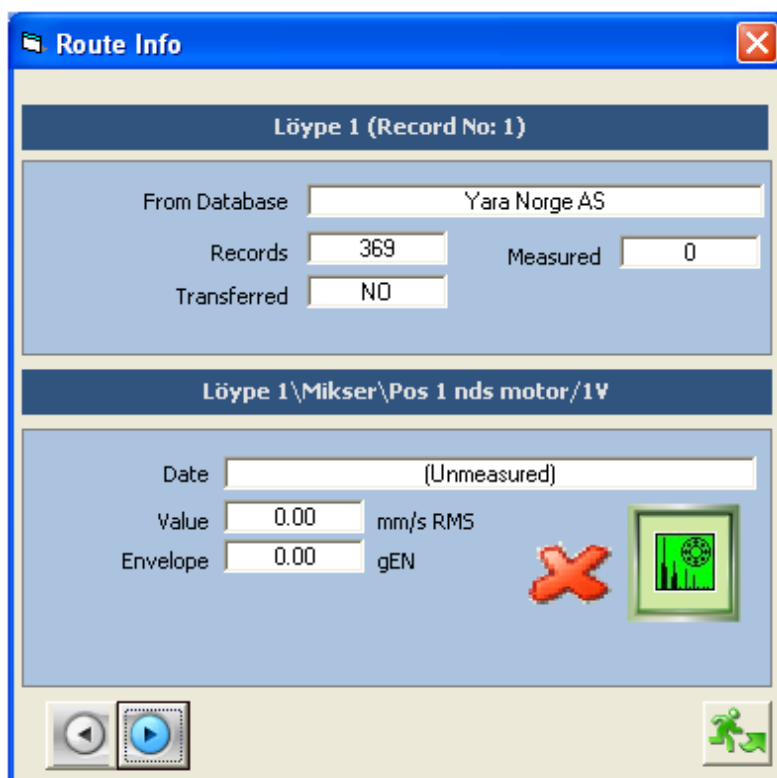 Route Info
Löype 1 (Record No: 1)
From Database Yara Norge AS
Records 369 Measured 0
Transferred NO
Löype 1\Mikser\Pos 1 nds motor/1V
Date (Unmeasured)
Value 0.00 mm/s RMS
Envelope 0.00 gEN